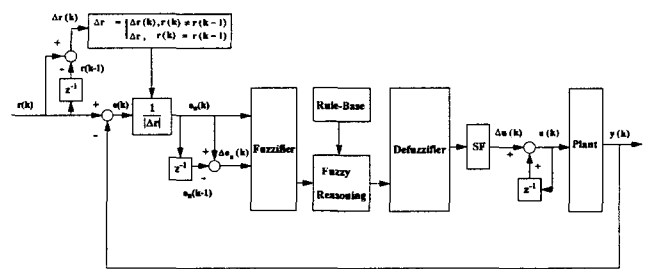 Δr (k)
Δr = Δr(k), r(k) ≠ r(k-1)
Δr, r(k) = r(k-1)
+
-
r(k-1)
z⁻¹
r(k)
+
-
e(k)
1
|Δr|
eₙ(k)
z⁻¹
+
-
Δeₙ (k)
eₙ(k-1)
Fuzzifier
Rule-Base
Fuzzy
Reasoning
Defuzzifier
SF
Δu (k)
+
+
u (k)
z⁻¹
Plant
y (k)